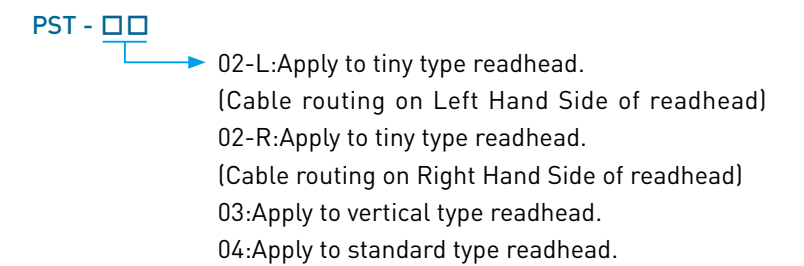 PST - □□
02-L:Apply to tiny type readhead.
(Cable routing on Left Hand Side of readhead)
02-R:Apply to tiny type readhead.
(Cable routing on Right Hand Side of readhead)
03:Apply to vertical type readhead.
04:Apply to standard type readhead.